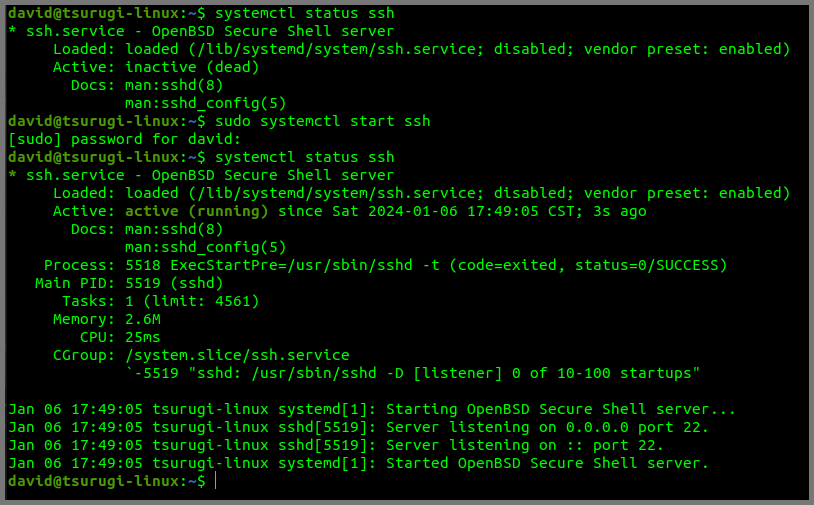 david@tsurugi-linux:~$ systemctl status ssh
* ssh.service - OpenBSD Secure Shell server
     Loaded: loaded (/lib/systemd/system/ssh.service; disabled; vendor preset: enabled)
     Active: inactive (dead)
       Docs: man:sshd(8)
             man:sshd_config(5)
david@tsurugi-linux:~$ sudo systemctl start ssh
[sudo] password for david:
david@tsurugi-linux:~$ systemctl status ssh
* ssh.service - OpenBSD Secure Shell server
     Loaded: loaded (/lib/systemd/system/ssh.service; disabled; vendor preset: enabled)
     Active: active (running) since Sat 2024-01-06 17:49:05 CST; 3s ago
       Docs: man:sshd(8)
             man:sshd_config(5)
    Process: 5518 ExecStartPre=/usr/sbin/sshd -t (code=exited, status=0/SUCCESS)
   Main PID: 5519 (sshd)
      Tasks: 1 (limit: 4561)
     Memory: 2.6M
        CPU: 25ms
     CGroup: /system.slice/ssh.service
             `-5519 "sshd: /usr/sbin/sshd -D [listener] 0 of 10-100 startups"

Jan 06 17:49:05 tsurugi-linux systemd[1]: Starting OpenBSD Secure Shell server...
Jan 06 17:49:05 tsurugi-linux sshd[5519]: Server listening on 0.0.0.0 port 22.
Jan 06 17:49:05 tsurugi-linux sshd[5519]: Server listening on :: port 22.
Jan 06 17:49:05 tsurugi-linux systemd[1]: Started OpenBSD Secure Shell server.
david@tsurugi-linux:~$